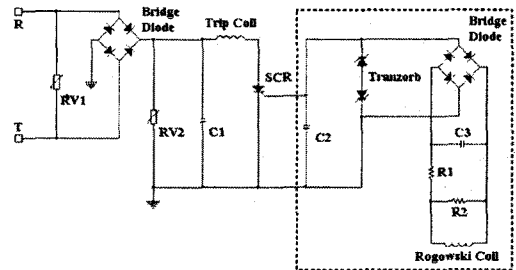 R
Bridge
Diode
Trip Coil
Bridge
Diode
RV1
SCR
Tranzorb
T
RV2
C1
C2
C3
R1
R2
Rogowski Coil